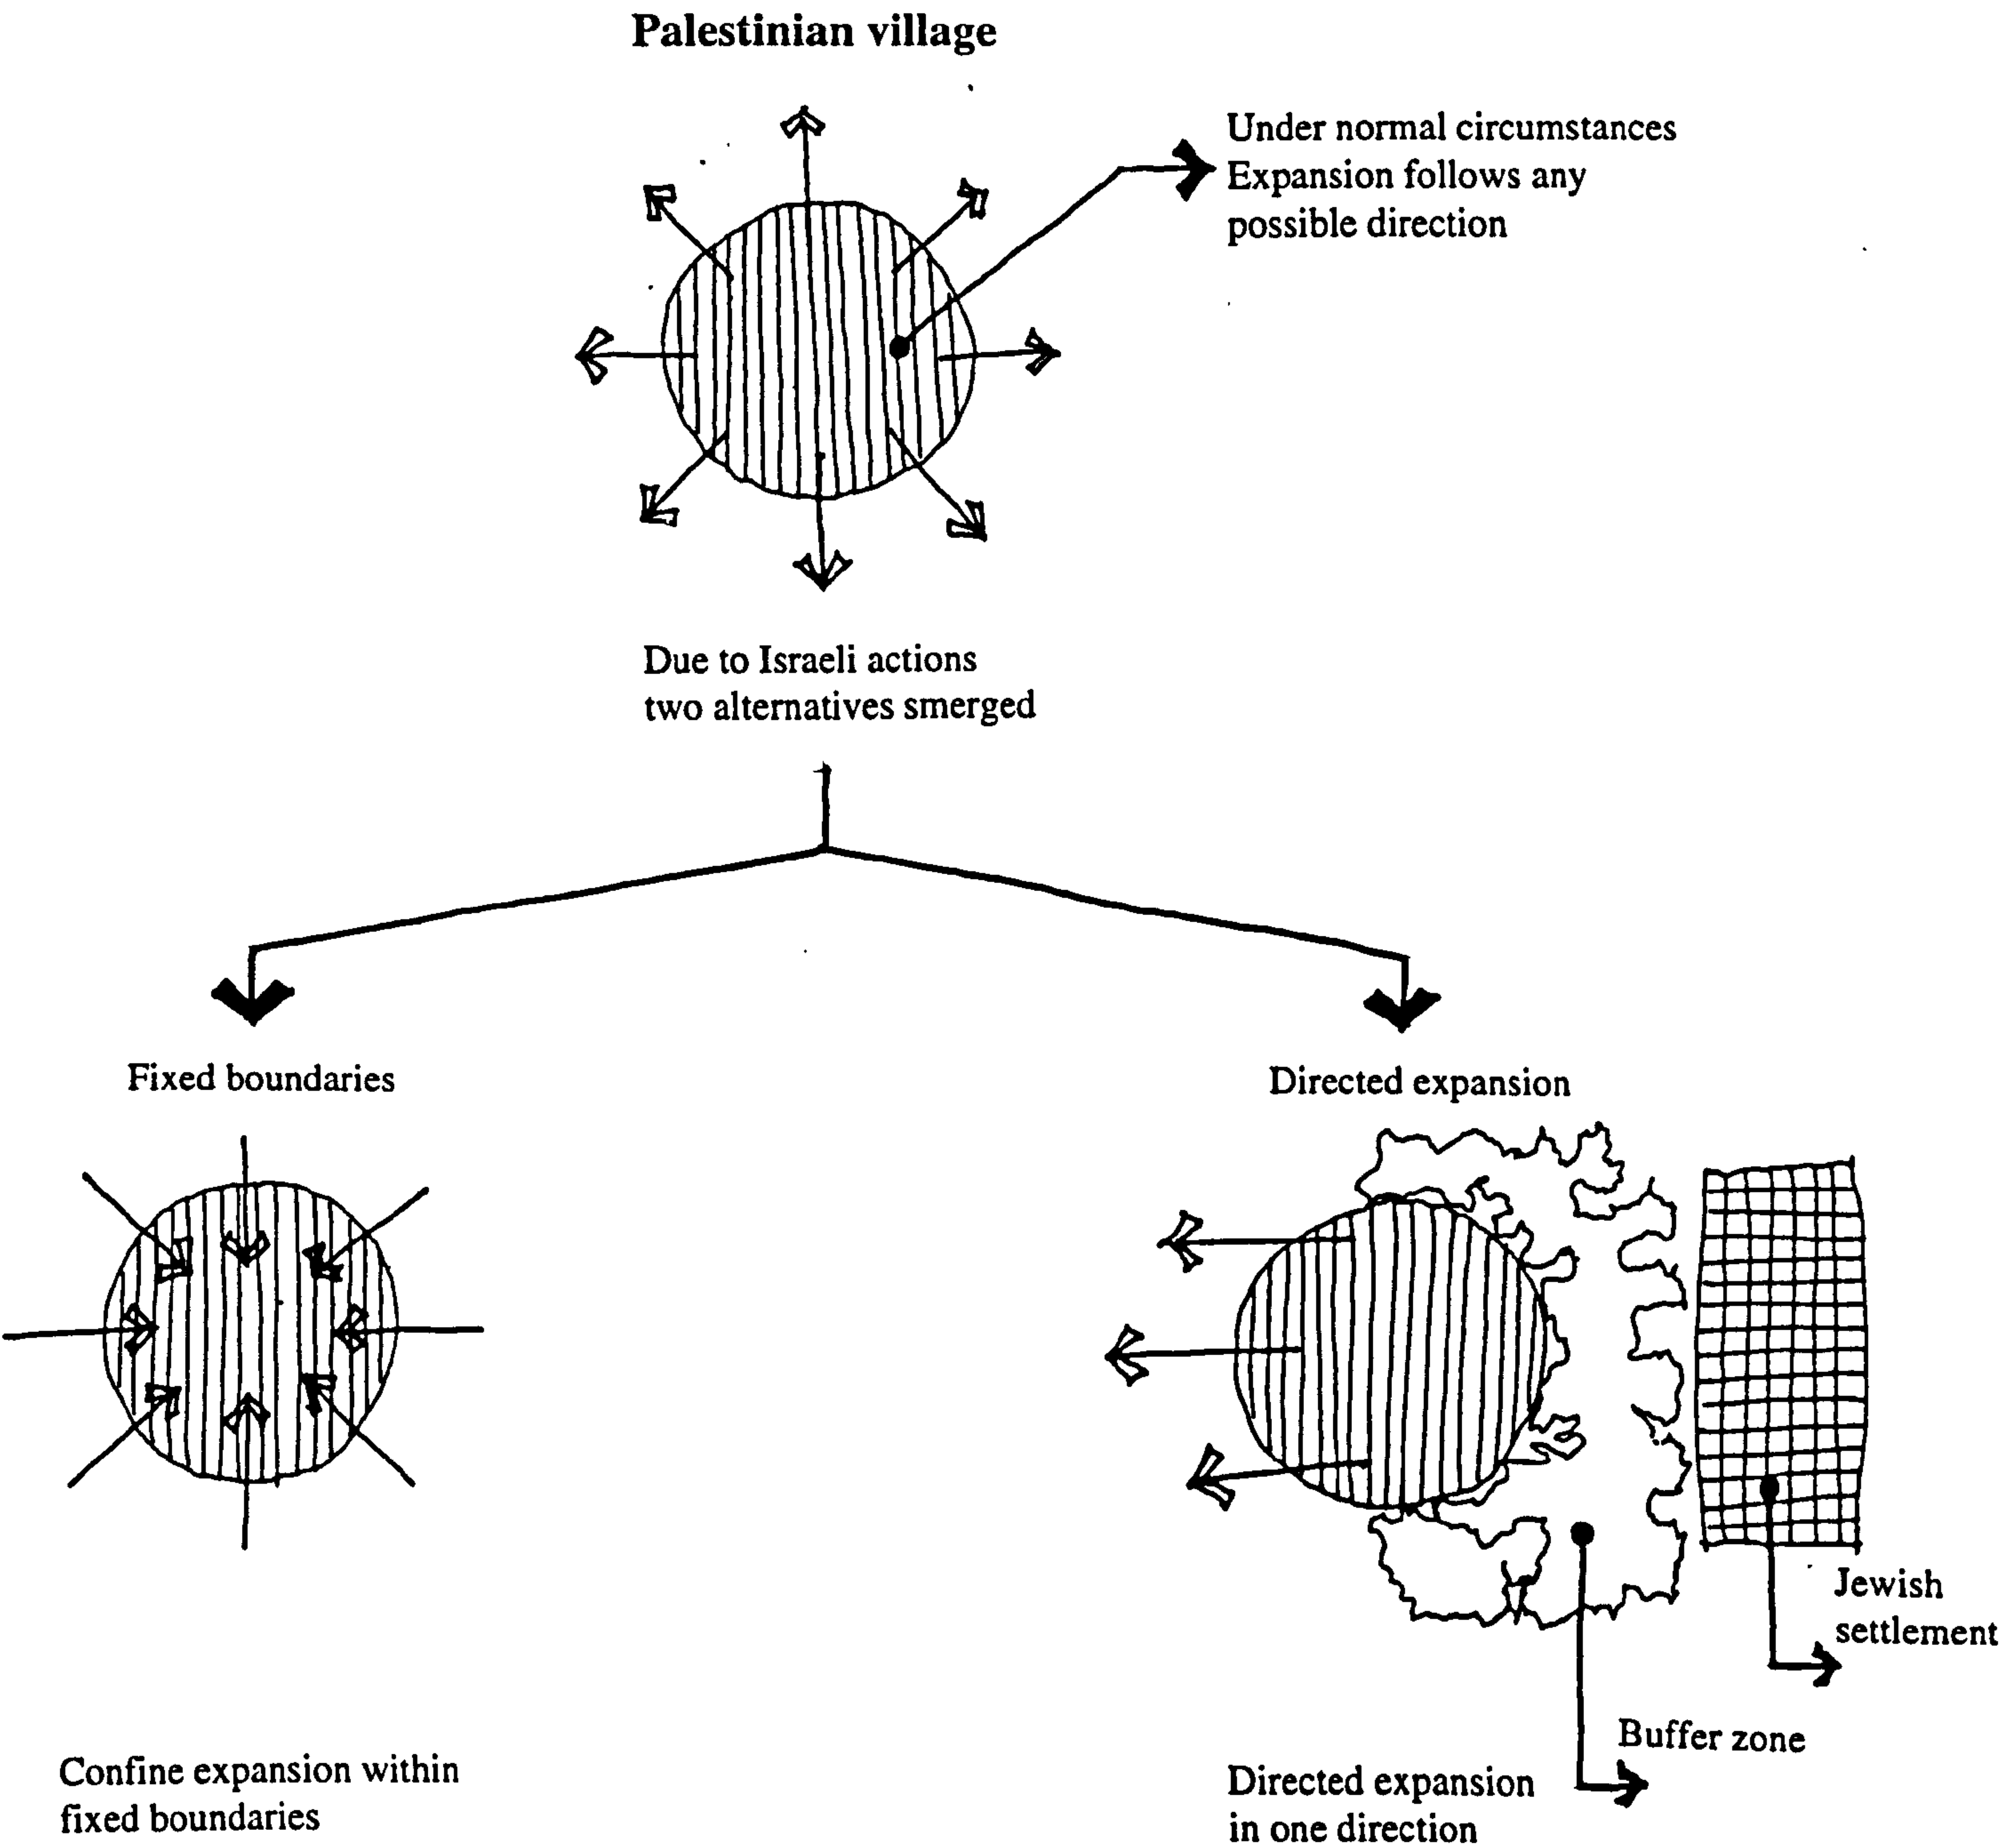 Palestinian village
Under normal circumstances
Expansion follows any
possible direction
Due to Israeli actions
two alternatives smerged
Fixed boundaries
Directed expansion
Jewish
settlement
Buffer zone
Confine expansion within
fixed boundaries
Directed expansion
in one direction